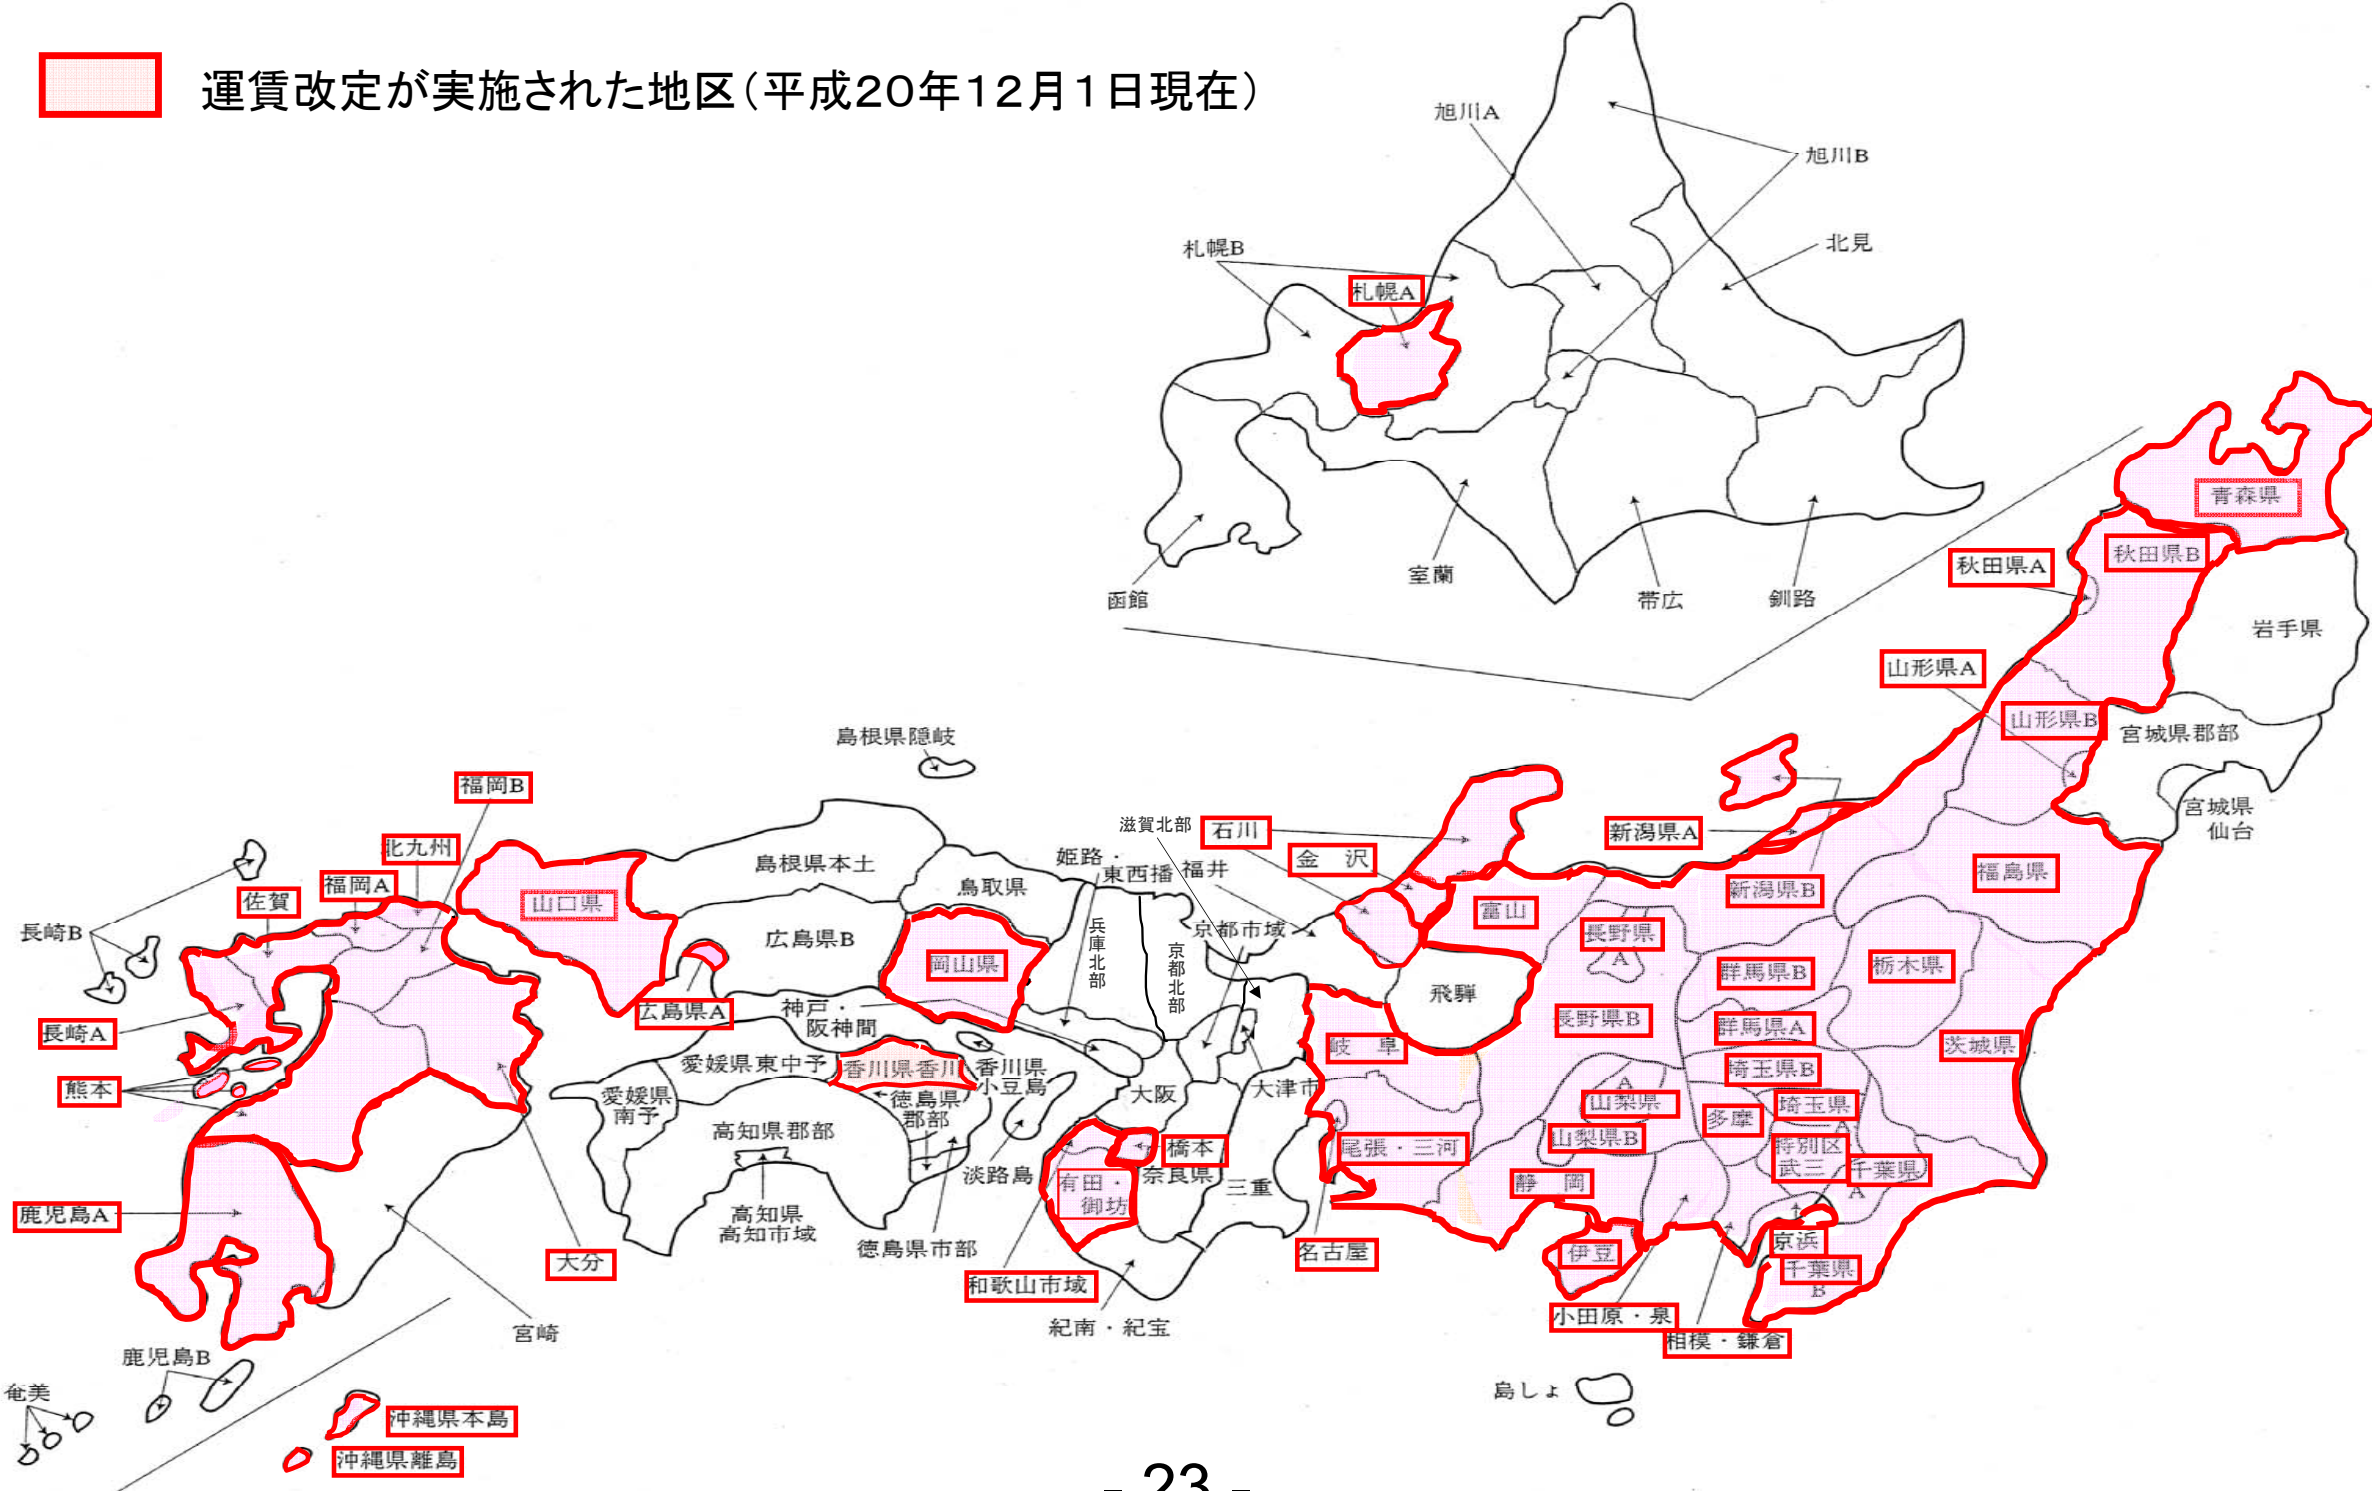 運賃改定が実施された地区（平成２０年１２月１日現在）
旭川A
旭川B
札幌B
北見
札幌A
函館
室蘭
帯広
釧路
青森県
秋田県B
秋田県A
岩手県
山形県A
山形県B
宮城県郡部
宮城県
仙台
島根県隠岐
福岡B
北九州
福岡A
佐賀
長崎B
長崎A
熊本
鹿児島A
大分
宮崎
鹿児島B
奄美
沖縄県本島
沖縄県離島
山口県
島根県本土
鳥取県
広島県B
広島県A
岡山県
姫路・
東西播
兵庫北部
京都北部
神戸・
阪神間
愛媛県東中予
愛媛県
南予
香川県香川
香川県
小豆島
徳島県
郡部
高知県郡部
高知県
高知市域
徳島県市部
淡路島
大阪
京都市域
滋賀北部
福井
大津市
橋本
奈良県
有田・
御坊
三重
和歌山市域
紀南・紀宝
石川
金　沢
富山
飛騨
岐　阜
尾張・三河
名古屋
新潟県A
新潟県B
福島県
長野県
A
長野県B
群馬県B
群馬県A
栃木県
茨城県
埼玉県B
埼玉県
A
A
山梨県
山梨県B
多摩
特別区
武三
千葉県
A
静　岡
伊豆
京浜
千葉県
B
小田原・泉
相模・鎌倉
島しょ
- 23 -